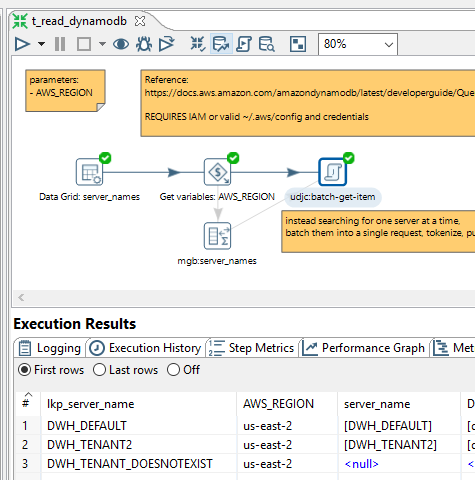 t_read_dynamodb
80%
parameters:
- AWS_REGION
Reference:
https://docs.aws.amazon.com/amazondynamodb/latest/developerguide/Que
REQUIRES IAM or valid ~/.aws/config and credentials
Data Grid: server_names
Get variables: AWS_REGION
udjc:batch-get-item
mgb:server_names
instead searching for one server at a time,
batch them into a single request, tokenize, pu
Execution Results
Logging
Execution History
Step Metrics
Performance Graph
Met
First rows
Last rows
Off
# lkp_server_name AWS_REGION server_name D
1 DWH_DEFAULT us-east-2 [DWH_DEFAULT] [c
2 DWH_TENANT2 us-east-2 [DWH_TENANT2] [c
3 DWH_TENANT_DOESNOTEXIST us-east-2 <null> <